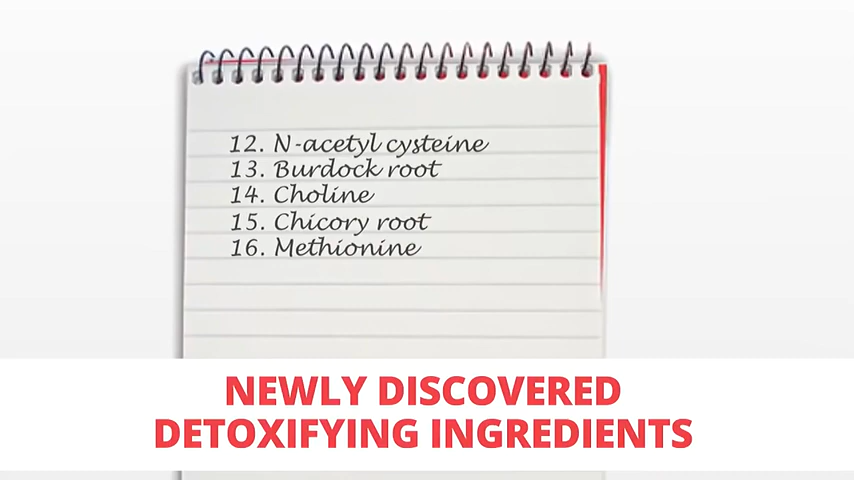 12. N-acetyl cysteine
13. Burdock root
14. Choline
15. Chicory root
16. Methionine
NEWLY DISCOVERED
DETOXIFYING INGREDIENTS